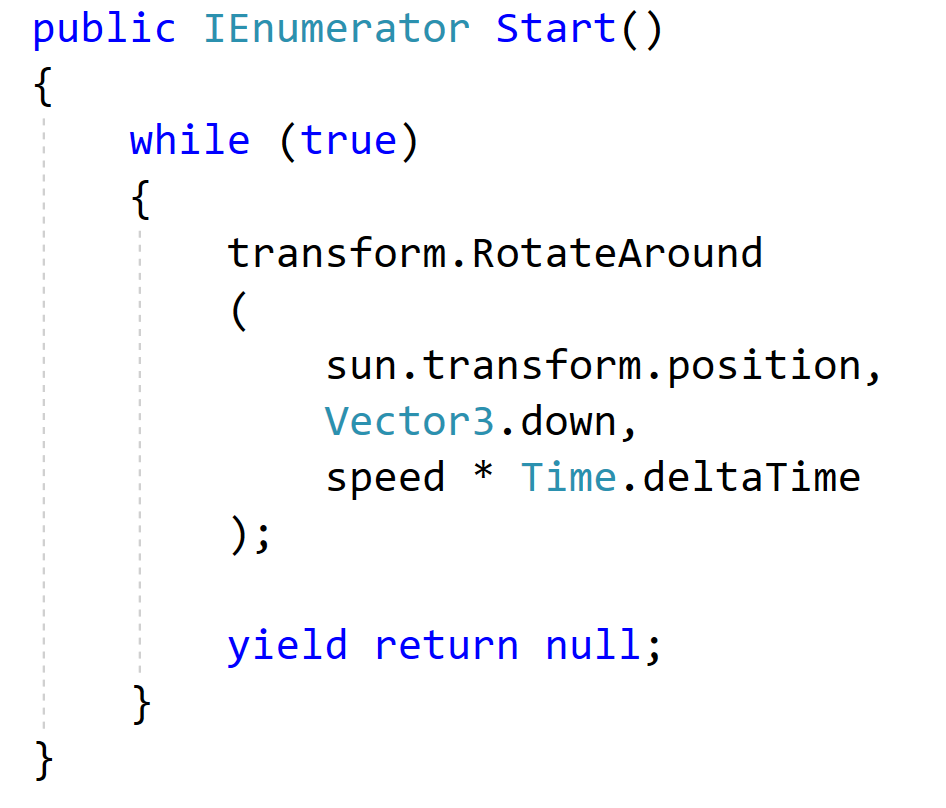 public IEnumerator Start()
{
    while (true)
    {
        transform.RotateAround
        (
            sun.transform.position,
            Vector3.down,
            speed * Time.deltaTime
        );

        yield return null;
    }
}